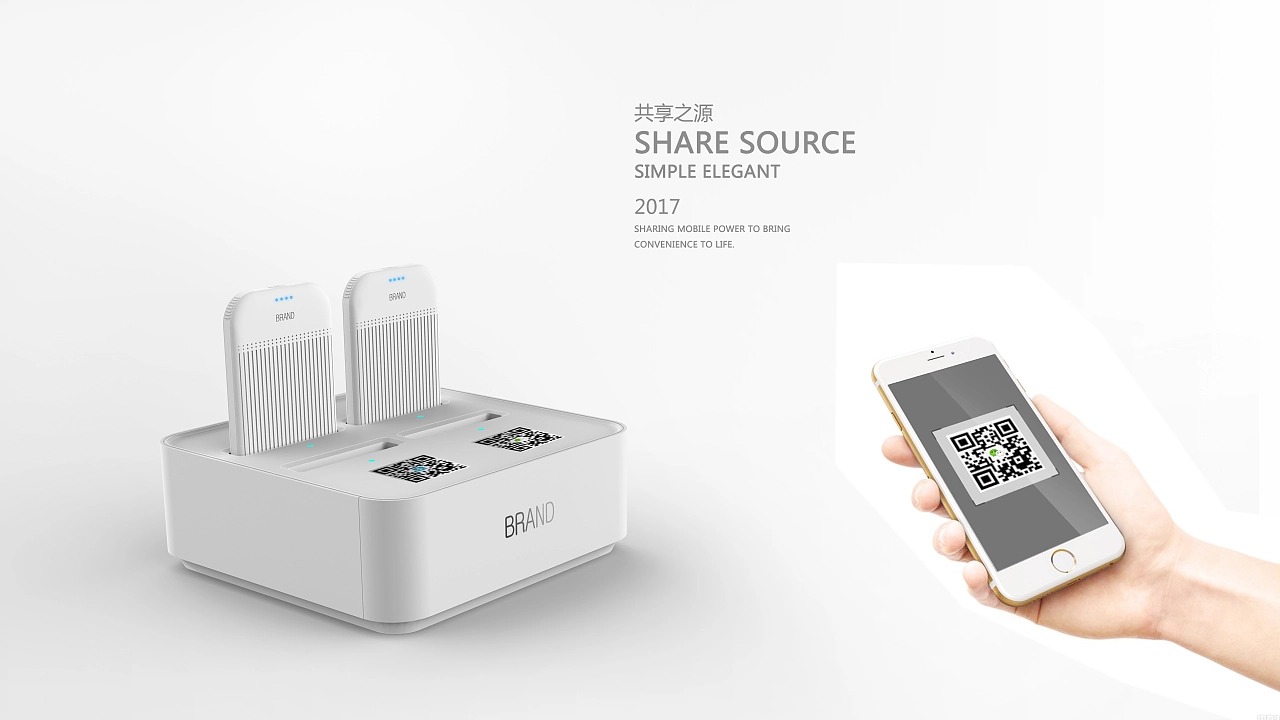 共享之源
SHARE SOURCE
SIMPLE ELEGANT
2017
SHARING MOBILE POWER TO BRING
CONVENIENCE TO LIFE.
BRAND
BRAND
BRAND